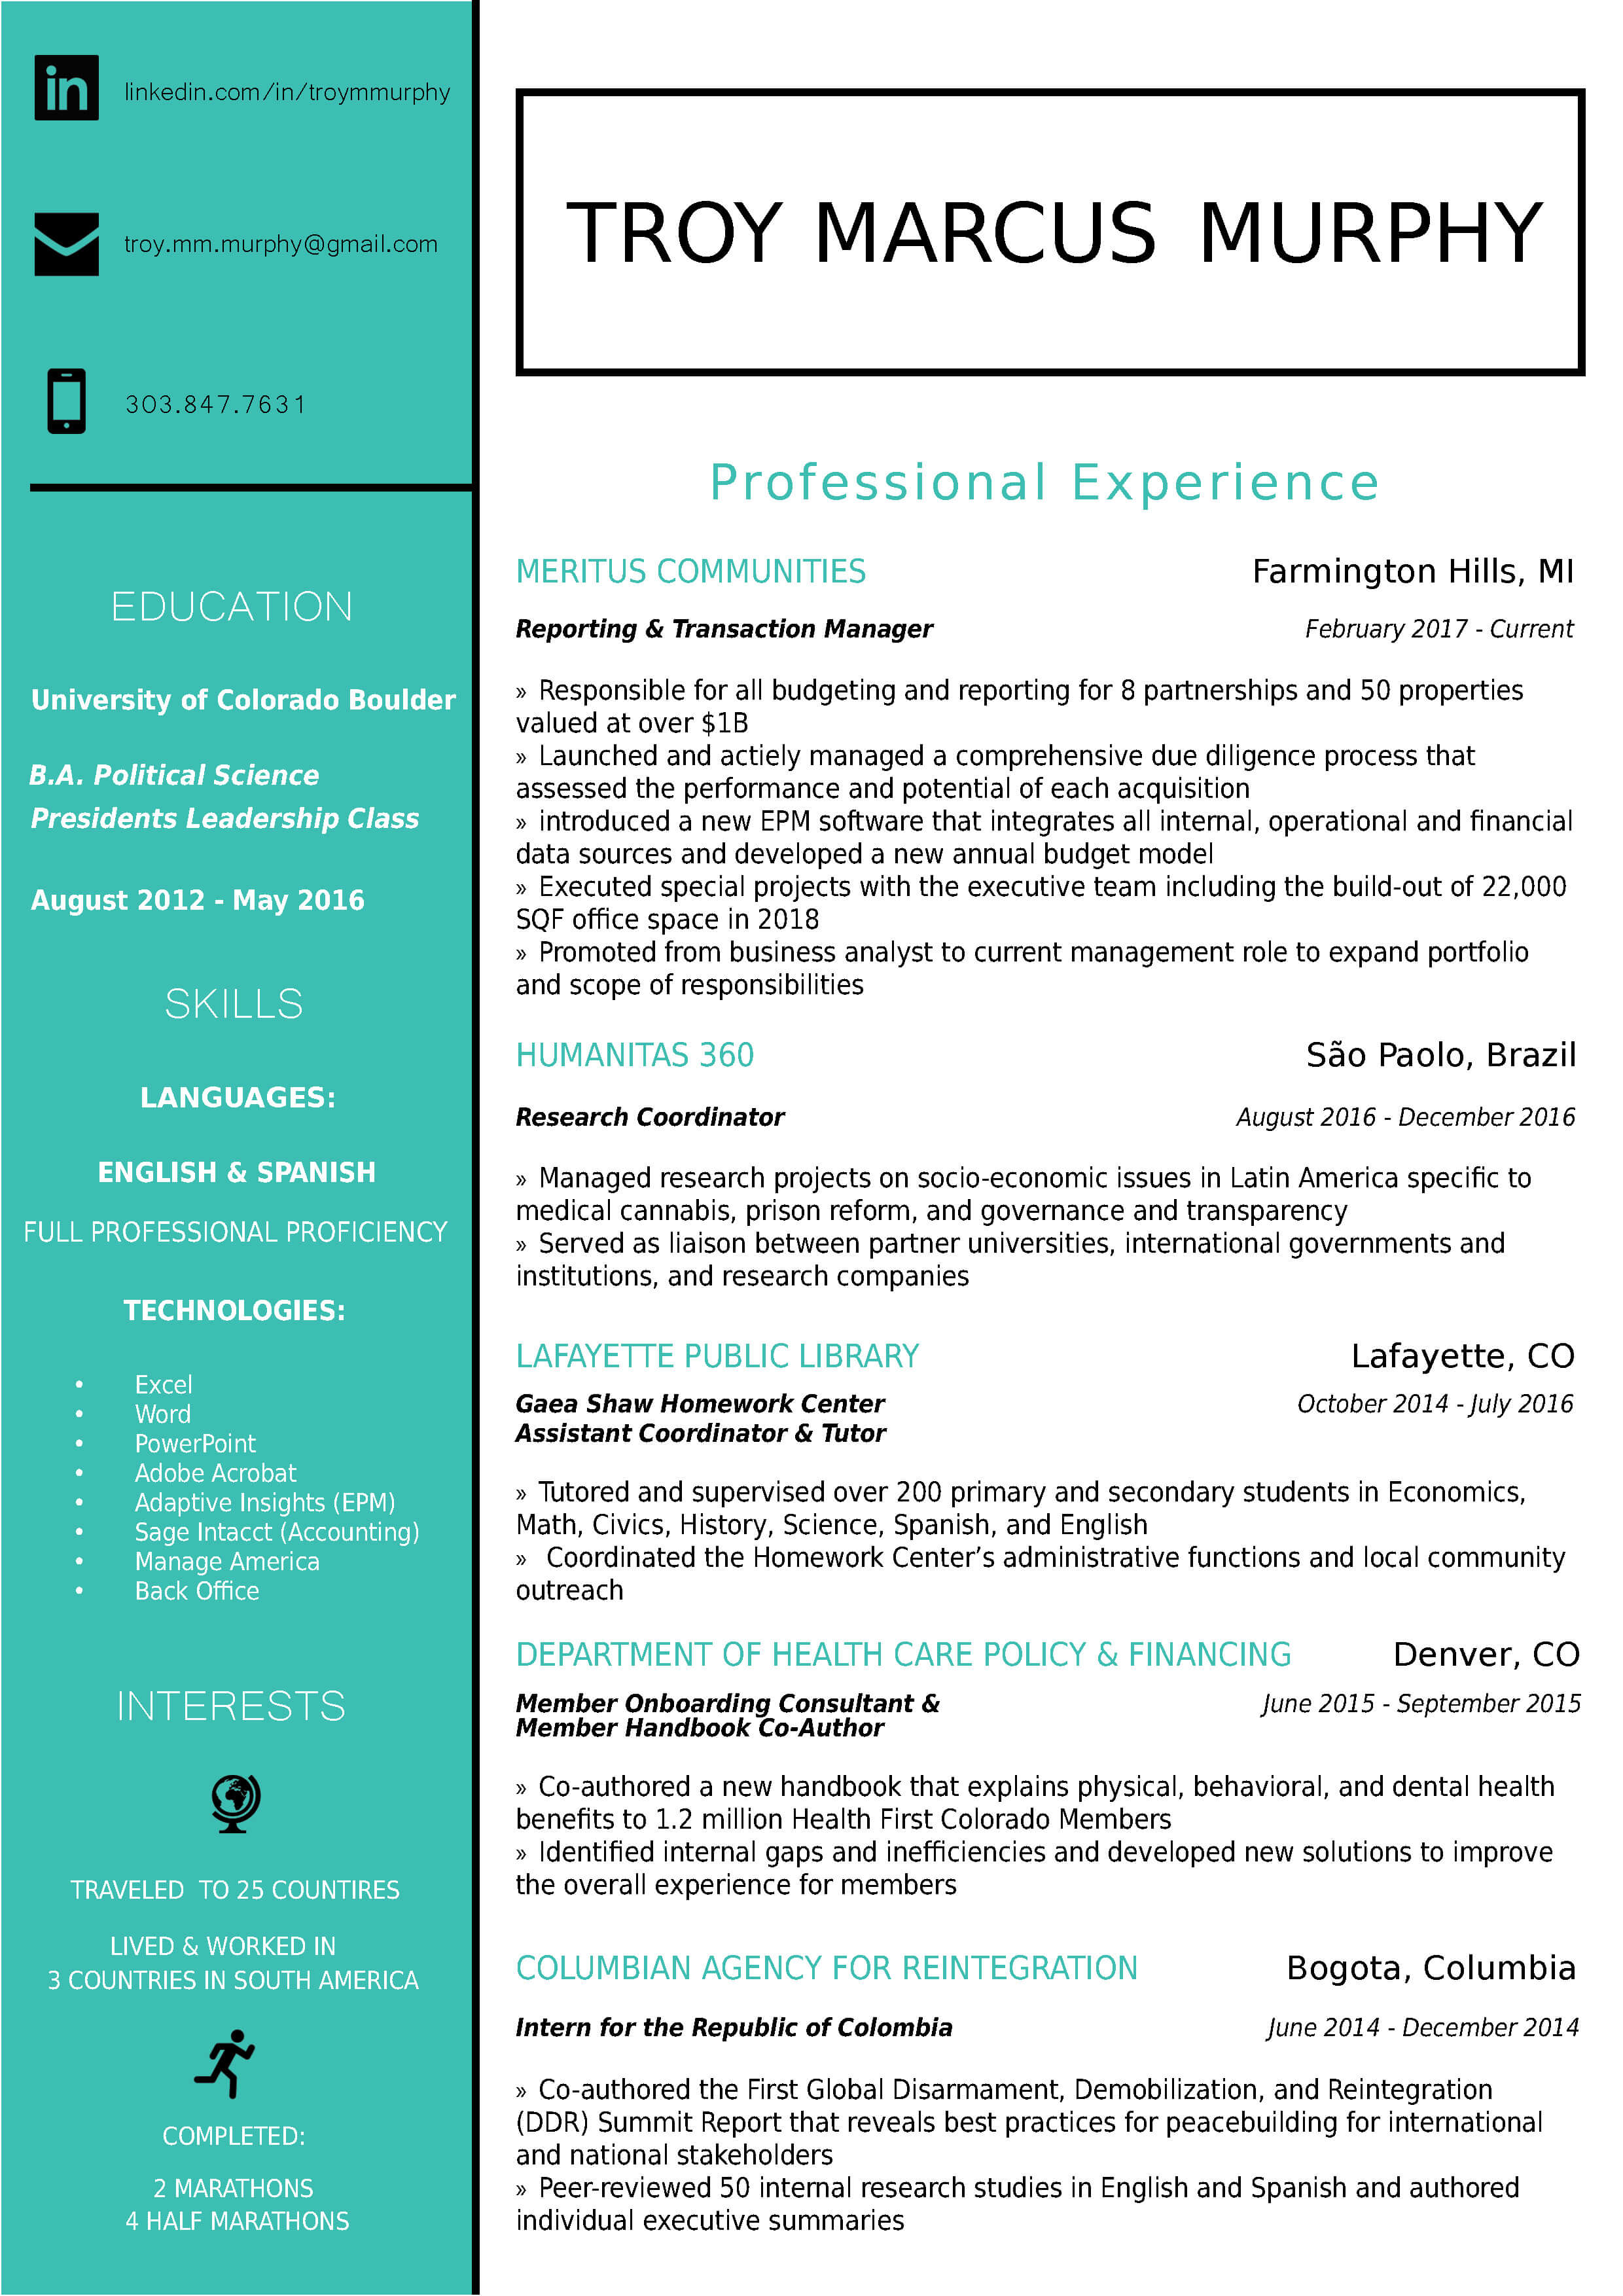 in
linkedin.com/in/troymmurphy
troy.mm.murphy@gmail.com
303.847.7631
EDUCATION
University of Colorado Boulder
B.A. Political Science
Presidents Leadership Class
August 2012 - May 2016
SKILLS
LANGUAGES:
ENGLISH & SPANISH
FULL PROFESSIONAL PROFICIENCY
TECHNOLOGIES:
• Excel
• Word
• PowerPoint
• Adobe Acrobat
• Adaptive Insights (EPM)
• Sage Intacct (Accounting)
• Manage America
• Back Office
INTERESTS
TRAVELED TO 25 COUNTIRES
LIVED & WORKED IN
3 COUNTRIES IN SOUTH AMERICA
COMPLETED:
2 MARATHONS
4 HALF MARATHONS
TROY MARCUS MURPHY
Professional Experience
MERITUS COMMUNITIES Farmington Hills, MI
Reporting & Transaction Manager February 2017 - Current
» Responsible for all budgeting and reporting for 8 partnerships and 50 properties
valued at over $1B
» Launched and actiely managed a comprehensive due diligence process that
assessed the performance and potential of each acquisition
» introduced a new EPM software that integrates all internal, operational and financial
data sources and developed a new annual budget model
» Executed special projects with the executive team including the build-out of 22,000
SQF office space in 2018
» Promoted from business analyst to current management role to expand portfolio
and scope of responsibilities
HUMANITAS 360 São Paolo, Brazil
Research Coordinator August 2016 - December 2016
» Managed research projects on socio-economic issues in Latin America specific to
medical cannabis, prison reform, and governance and transparency
» Served as liaison between partner universities, international governments and
institutions, and research companies
LAFAYETTE PUBLIC LIBRARY Lafayette, CO
Gaea Shaw Homework Center October 2014 - July 2016
Assistant Coordinator & Tutor
» Tutored and supervised over 200 primary and secondary students in Economics,
Math, Civics, History, Science, Spanish, and English
» Coordinated the Homework Center’s administrative functions and local community
outreach
DEPARTMENT OF HEALTH CARE POLICY & FINANCING Denver, CO
Member Onboarding Consultant & June 2015 - September 2015
Member Handbook Co-Author
» Co-authored a new handbook that explains physical, behavioral, and dental health
benefits to 1.2 million Health First Colorado Members
» Identified internal gaps and inefficiencies and developed new solutions to improve
the overall experience for members
COLUMBIAN AGENCY FOR REINTEGRATION Bogota, Columbia
Intern for the Republic of Colombia June 2014 - December 2014
» Co-authored the First Global Disarmament, Demobilization, and Reintegration
(DDR) Summit Report that reveals best practices for peacebuilding for international
and national stakeholders
» Peer-reviewed 50 internal research studies in English and Spanish and authored
individual executive summaries